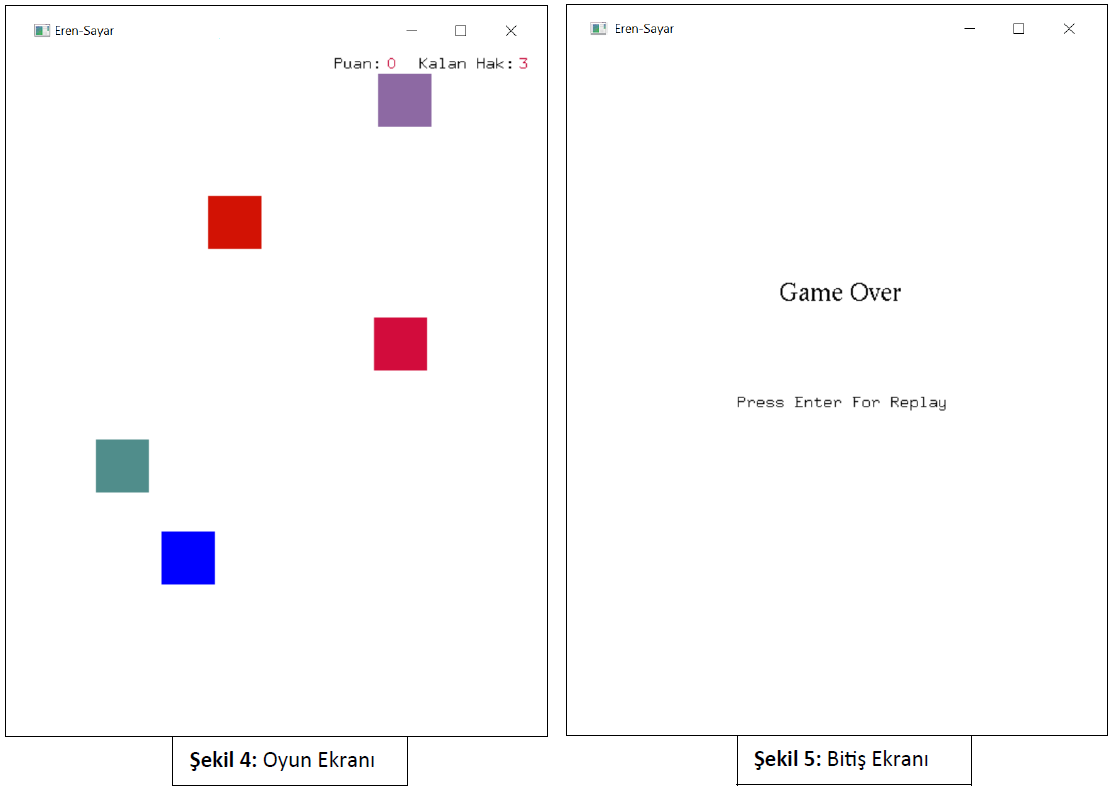 Eren-Sayar
Puan: 0 Kalan Hak: 3
Şekil 4: Oyun Ekranı
Eren-Sayar
Game Over
Press Enter For Replay
Şekil 5: Bitiş Ekranı